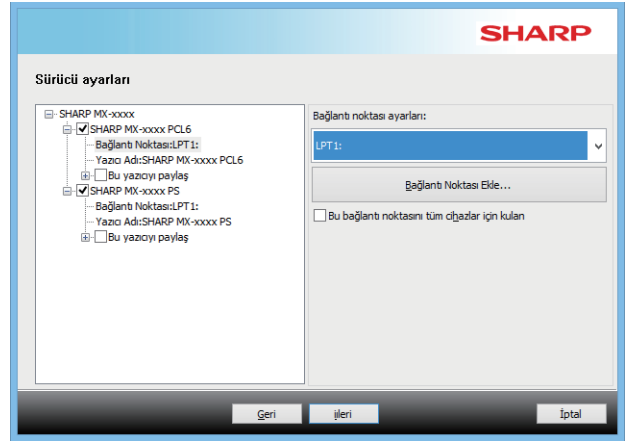 SHARP
Sürücü ayarları
SHARP MX-xxxx
SHARP MX-xxxx PCL6
Bağlantı Noktası:LPT1:
Yazıcı Adı:SHARP MX-xxxx PCL6
Bu yazıcıyı paylaş
SHARP MX-xxxx PS
Bağlantı Noktası:LPT1:
Yazıcı Adı:SHARP MX-xxxx PS
Bu yazıcıyı paylaş
Bağlantı noktası ayarları:
LPT1:
Bağlantı Noktası Ekle...
Bu bağlantı noktasını tüm cihazlar için kulan
Geri
iileri
İptal